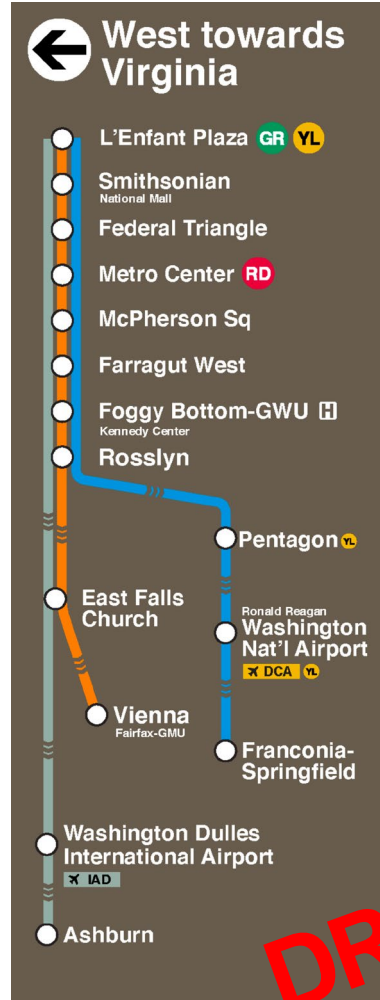 West towards
Virginia
L'Enfant Plaza GR YL
Smithsonian
National Mall
Federal Triangle
Metro Center RD
McPherson Sq
Farragut West
Foggy Bottom-GWU H
Kennedy Center
Rosslyn
Pentagon YL
East Falls
Church
Ronald Reagan
Washington
Nat'l Airport
DCA YL
Vienna
Fairfax-GMU
Franconia-
Springfield
Washington Dulles
International Airport
IAD
Ashburn
DR